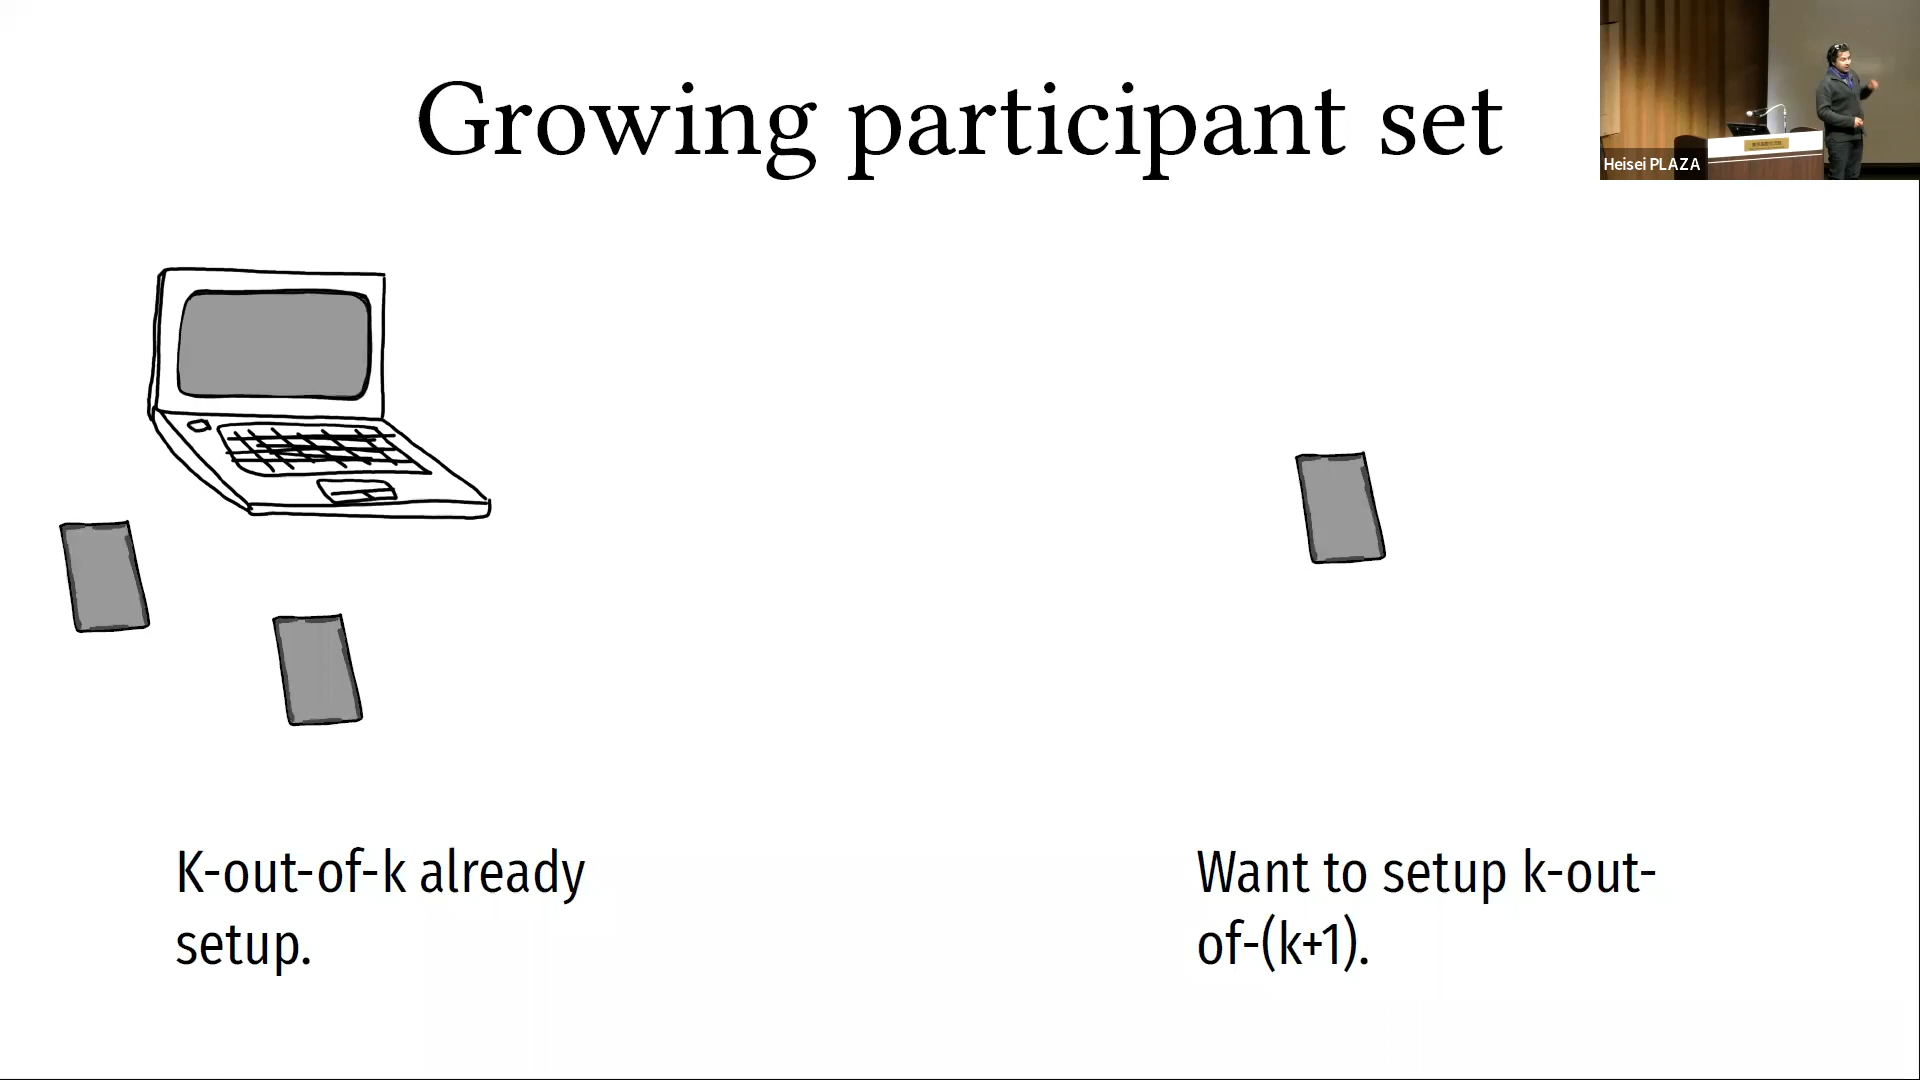 Growing participant set
Heisei PLAZA
K-out-of-k already
setup.
Want to setup k-out-
of-(k+1).